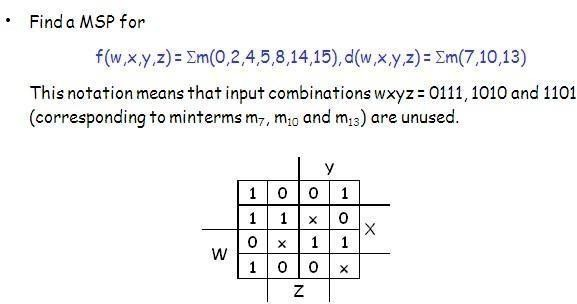 • Find a MSP for
f(w,x,y,z) = Σm(0,2,4,5,8,14,15), d(w,x,y,z) = Σm(7,10,13)
This notation means that input combinations wxyz = 0111, 1010 and 1101
(corresponding to minterms m₇, m₁₀ and m₁₃) are unused.
Y
1 0 0 1
1 1 x 0
X
0 x 1 1
W
1 0 0 x
Z